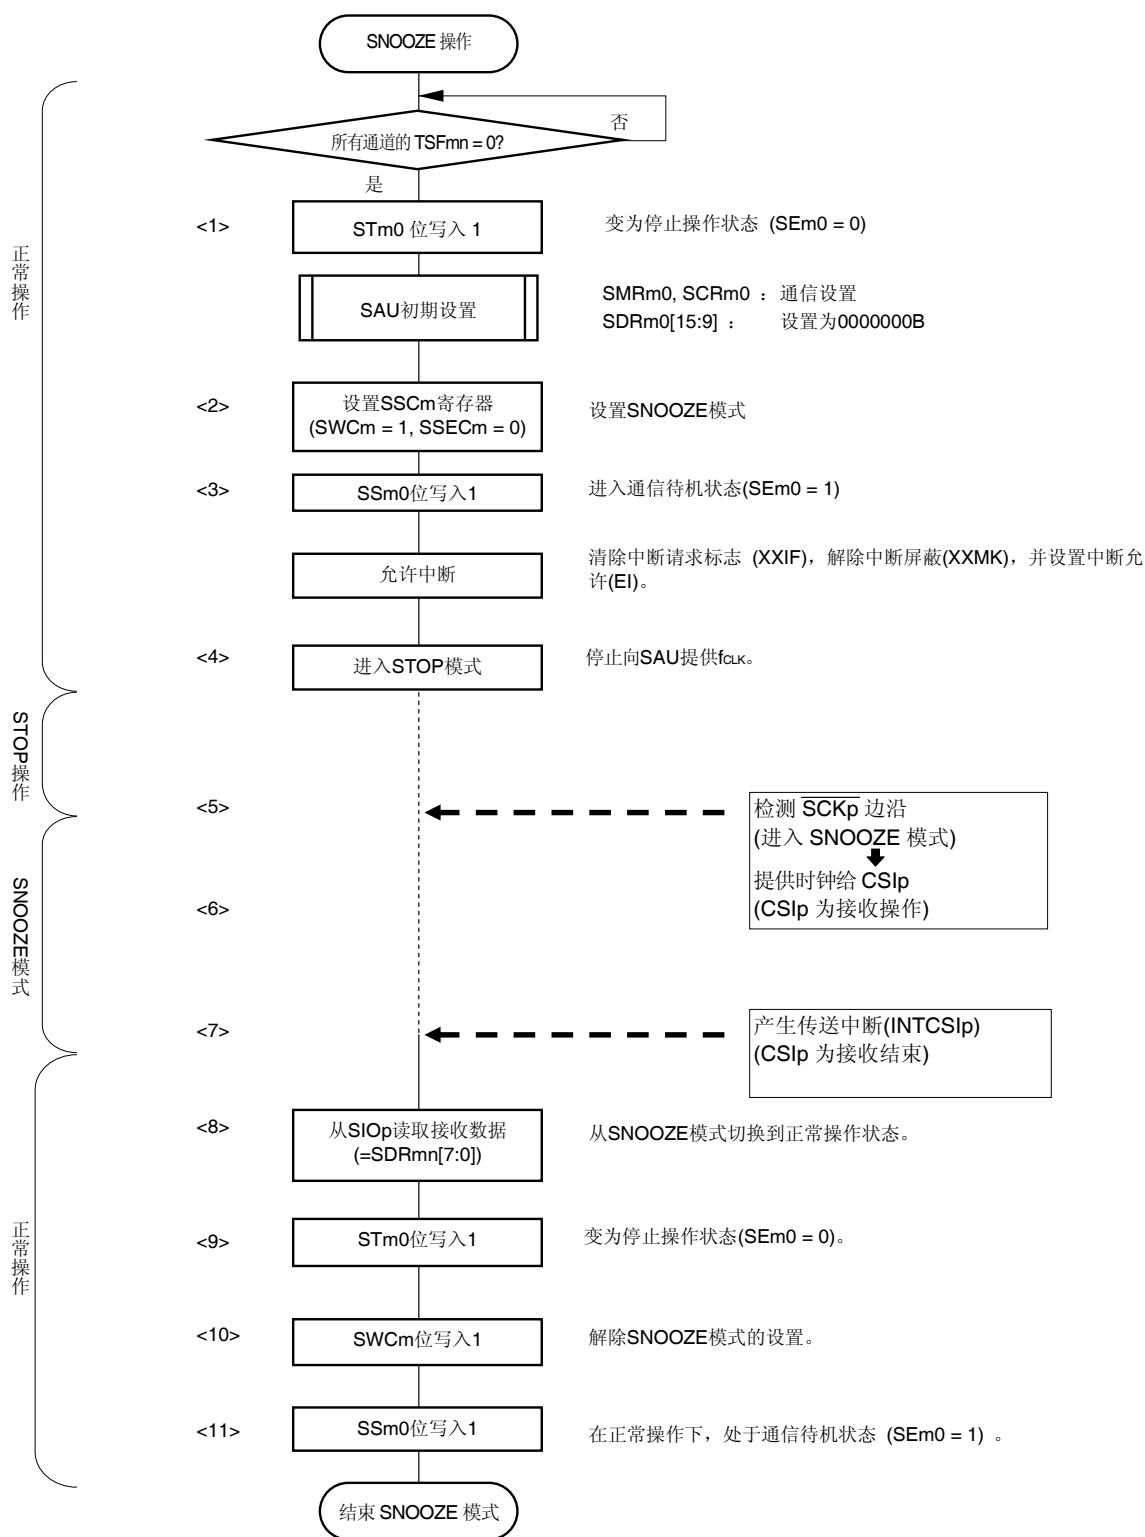 SNOOZE 操作
否
所有通道的 TSFmn = 0?
是
<1>
STm0 位写入 1
变为停止操作状态 (SEm0 = 0)
SAU初期设置
SMRm0, SCRm0 ：通信设置
SDRm0[15:9] ： 设置为0000000B
正常操作
<2>
设置SSCm寄存器
(SWCm = 1, SSECm = 0)
设置SNOOZE模式
<3>
SSm0位写入1
进入通信待机状态(SEm0 = 1)
允许中断
清除中断请求标志 (XXIF)，解除中断屏蔽(XXMK)，并设置中断允
许(EI)。
<4>
进入STOP模式
停止向SAU提供fCLK。
STOP操作
<5>
检测 SCKp 边沿
(进入 SNOOZE 模式)
提供时钟给 CSIp
(CSIp 为接收操作)
<6>
SNOOZE模式
<7>
产生传送中断(INTCSIp)
(CSIp 为接收结束)
<8>
从SIOp读取接收数据
(=SDRmn[7:0])
从SNOOZE模式切换到正常操作状态。
正常操作
<9>
STm0位写入1
变为停止操作状态(SEm0 = 0)。
<10>
SWCm位写入1
解除SNOOZE模式的设置。
<11>
SSm0位写入1
在正常操作下，处于通信待机状态 (SEm0 = 1) 。
结束 SNOOZE 模式